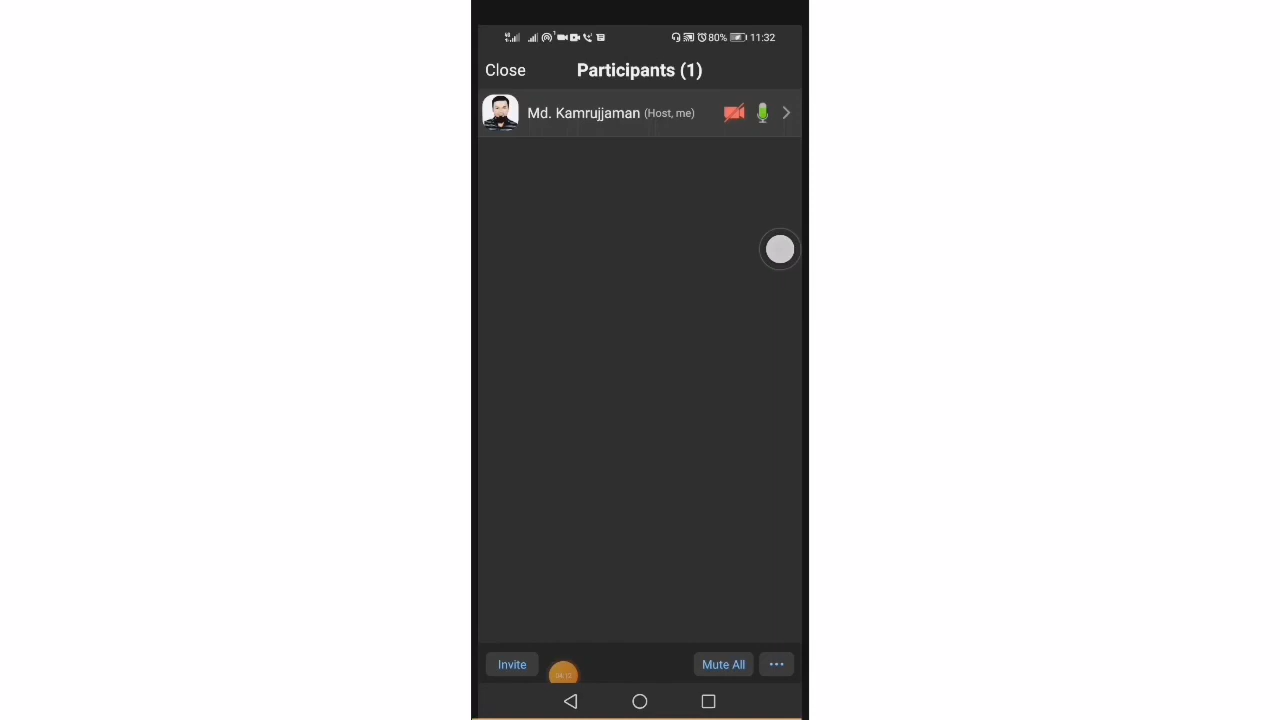 80% 11:32
Close Participants (1)
Md. Kamrujjaman (Host, me)
Invite Mute All